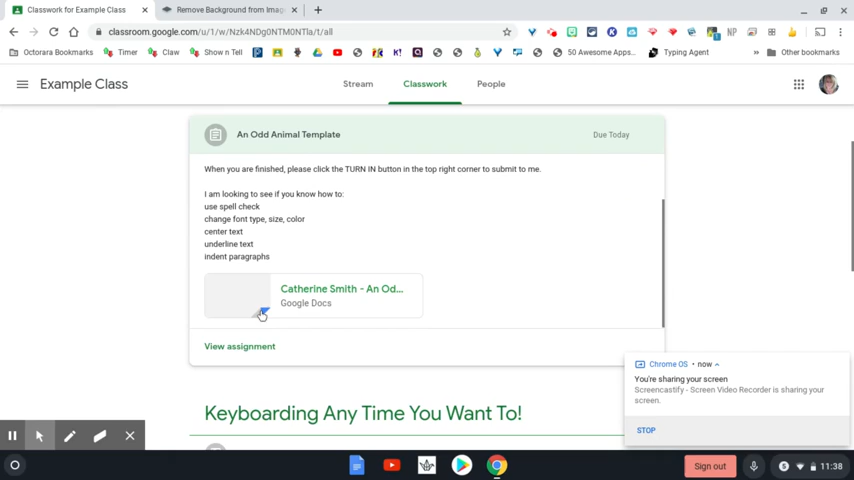 Classwork for Example Class
Remove Background from Imag
classroom.google.com/u/1/w/Nzk4NDg0NTM0NTla/t/all
Octorara Bookmarks
Timer
Claw
Show n Tell
50 Awesome Apps...
Typing Agent
Other bookmarks
Example Class
Stream
Classwork
People
An Odd Animal Template
Due Today
When you are finished, please click the TURN IN button in the top right corner to submit to me.
I am looking to see if you know how to:
use spell check
change font type, size, color
center text
underline text
indent paragraphs
Catherine Smith - An Od...
Google Docs
View assignment
Chrome OS • now
You're sharing your screen
Screencastify - Screen Video Recorder is sharing your
screen.
STOP
Keyboarding Any Time You Want To!
Sign out
11:38